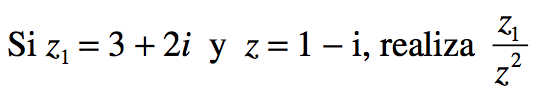 Si z₁ = 3 + 2i y z = 1 – i, realiza z₁/z²